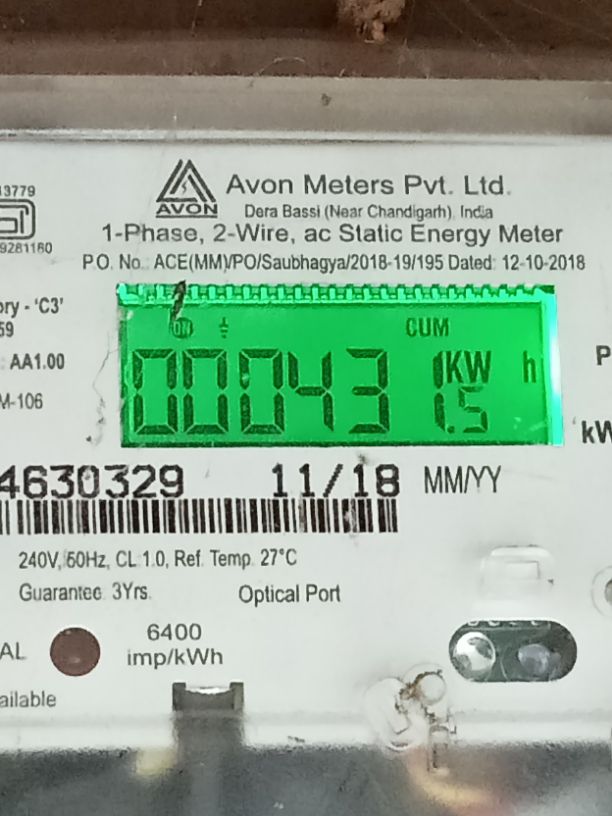 13779
AVON
Avon Meters Pvt. Ltd.
Dera Bassi (Near Chandigarh), India
9281160
1-Phase, 2-Wire, ac Static Energy Meter
P.O. No.: ACE(MM)/PO/Saubhagya/2018-19/195 Dated: 12-10-2018
ory - 'C3'
59
ON CUM
: AA1.00
000043 KW h
1.5
M-106
P
kW
4630329 11/18 MM/YY
240V, 50Hz, CL 1.0, Ref. Temp. 27°C
Guarantee 3Yrs. Optical Port
AL
6400
imp/kWh
ailable